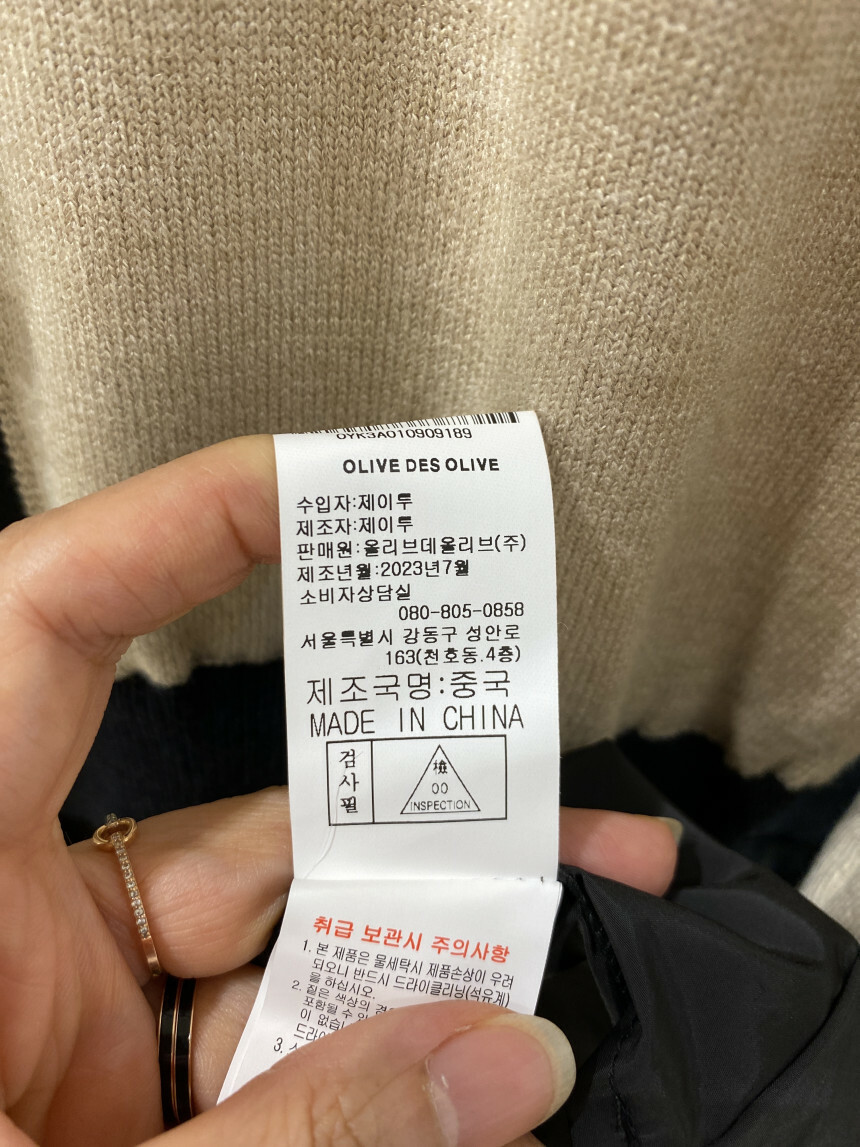 OYK3A010909189
OLIVE DES OLIVE
수입자:제이투
제조자:제이투
판매원:올리브데올리브(주)
제조년월:2023년7월
소비자상담실
080-805-0858
서울특별시 강동구 성안로
163(천호동.4층)
제조국명:중국
MADE IN CHINA
검사필
檢
00
INSPECTION
취급 보관시 주의사항
1. 본 제품은 물세탁시 제품손상이 우려
되오니 반드시 드라이클리닝(석유계)
을 하십시오.
2. 짙은 색상의
포함될 수
이 없습
3.